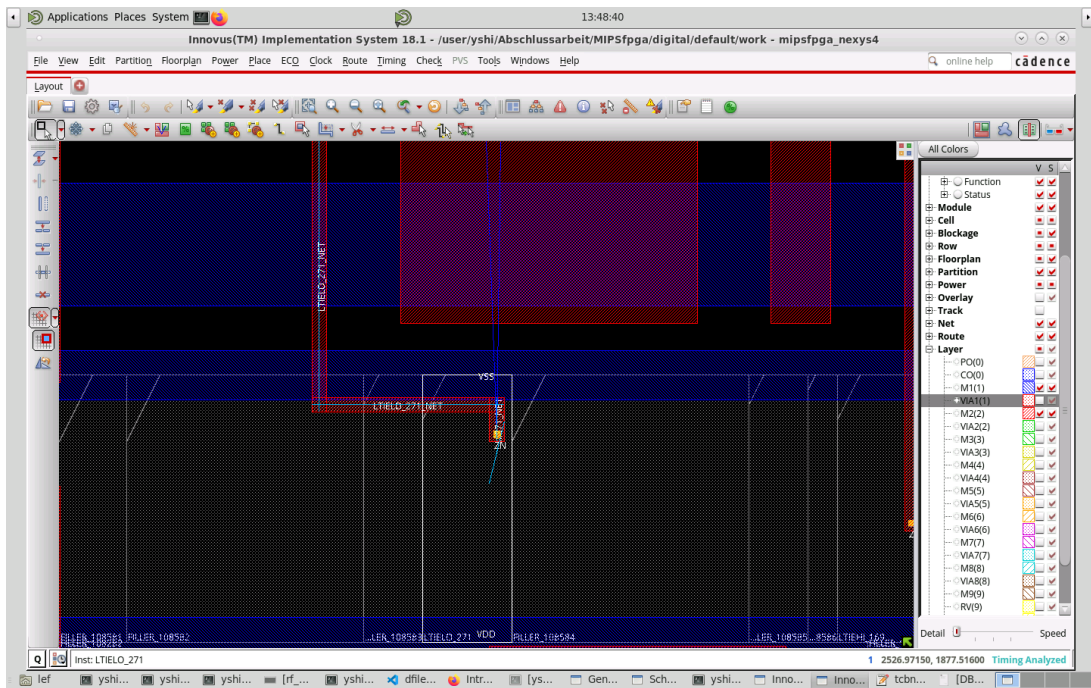 Applications Places System
13:48:40
Innovus(TM) Implementation System 18.1 - /user/yshi/Abschlussarbeit/MIPSfpga/digital/default/work - mipsfpga_nexys4
File View Edit Partition Floorplan Power Place ECO Clock Route Timing Check PVS Tools Windows Help
online help
cādence
Layout
All Colors
V S
Function
Status
Module
Cell
Blockage
Row
Floorplan
Partition
Power
Overlay
Track
Net
Route
Layer
PO(0)
CO(0)
M1(1)
VIA1(1)
M2(2)
VIA2(2)
M3(3)
VIA3(3)
M4(4)
VIA4(4)
M5(5)
VIA5(5)
M6(6)
VIA6(6)
M7(7)
VIA7(7)
M8(8)
VIA8(8)
M9(9)
RV(9)
LTIELO_271_NET
VSS
LTIELO_271_NET
271_NET
ZN
FILLER_108582
LTIELO_271
VDD
FILLER_108584
Detail
Speed
Q
Inst: LTIELO_271
1 2526.97150, 1877.51600 Timing Analyzed
lef
yshi...
yshi...
yshi...
[rf_...
yshi...
dfile...
Intr...
[ys...
Gen...
Sch...
yshi...
Inno...
Inno...
tcbn...
[DB...